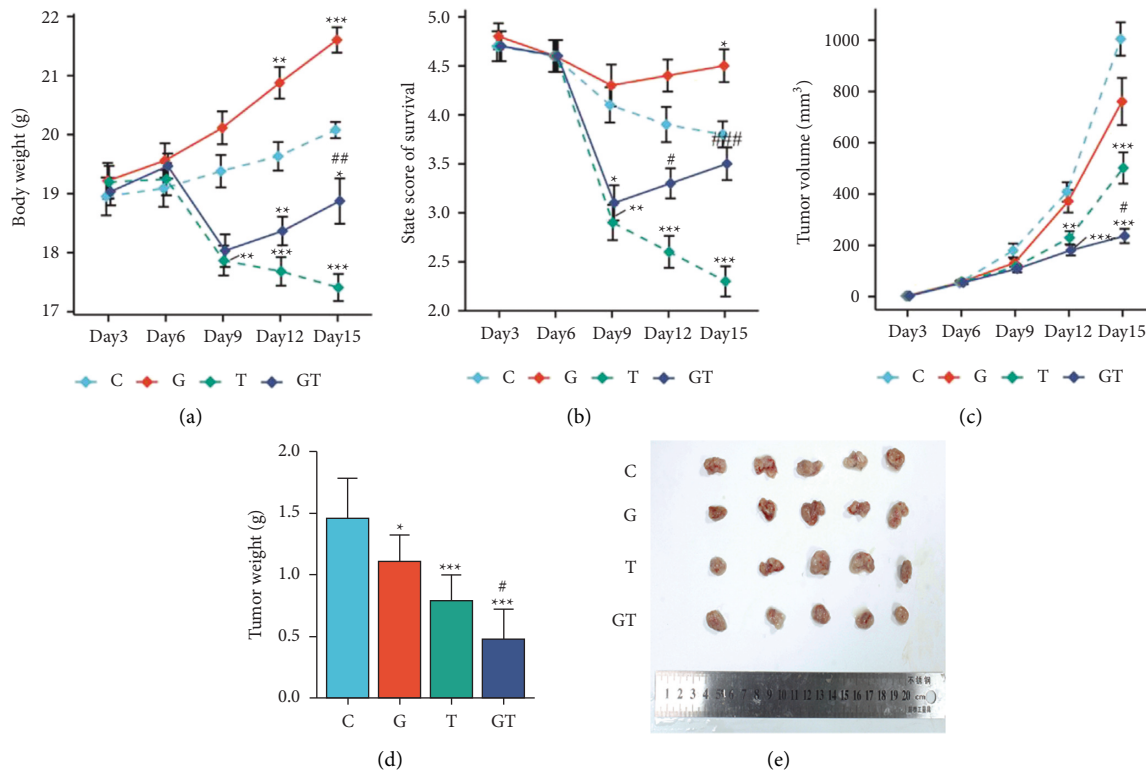 Body weight (g)
22
21
20
19
18
17
***
**
##
*
**
**
***
***
Day3 Day6 Day9 Day12 Day15
C G T GT
(a)
State score of survival
5.0
4.5
4.0
3.5
3.0
2.5
2.0
*
####
#
*
**
***
***
Day3 Day6 Day9 Day12 Day15
C G T GT
(b)
Tumor volume (mm³)
1000
800
600
400
200
0
***
#
***
**
***
Day3 Day6 Day9 Day12 Day15
C G T GT
(c)
Tumor weight (g)
2.0
1.5
1.0
0.5
0.0
*
***
#
***
C G T GT
(d)
C
G
T
GT
不锈钢
1 2 3 4 5 6 7 8 9 10 11 12 13 14 15 16 17 18 19 20 cm
(e)